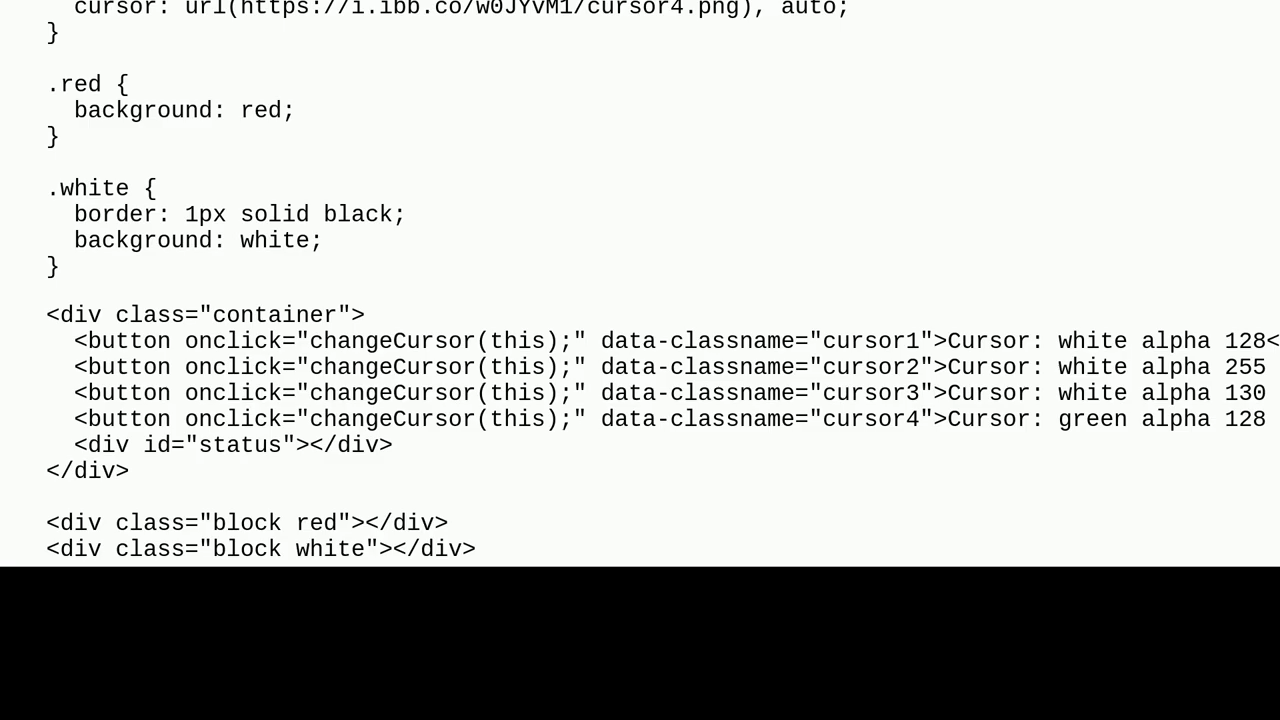 cursor: url(https://i.ibb.co/w0JYvM1/cursor4.png), auto;
}
.red {
background: red;
}
.white {
border: 1px solid black;
background: white;
}
<div class="container">
<button onclick="changeCursor(this);" data-classname="cursor1">Cursor: white alpha 128<
<button onclick="changeCursor(this);" data-classname="cursor2">Cursor: white alpha 255
<button onclick="changeCursor(this);" data-classname="cursor3">Cursor: white alpha 130
<button onclick="changeCursor(this);" data-classname="cursor4">Cursor: green alpha 128
<div id="status"></div>
</div>
<div class="block red"></div>
<div class="block white"></div>